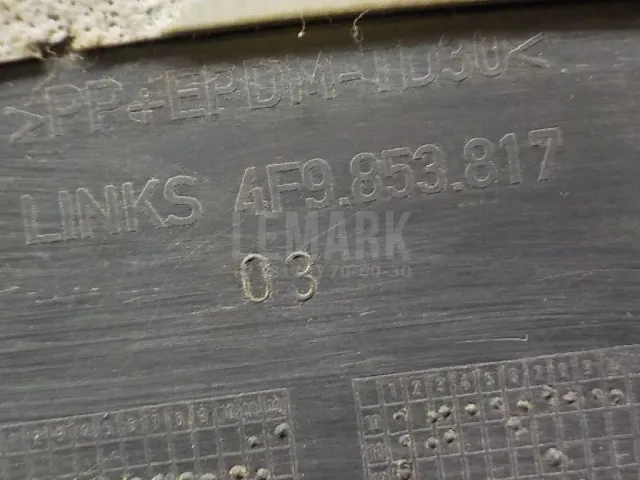 >PP+EPDM-TD30<
LINKS 4F9.853.817
LEMARK
03